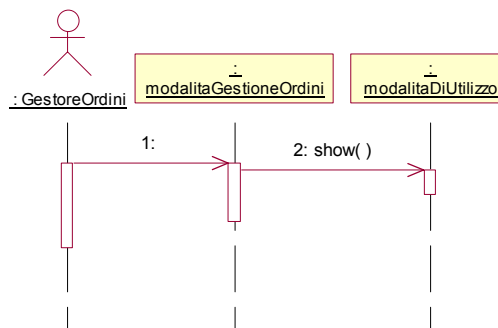 : GestoreOrdini
:
modalitaGestioneOrdini
:
modalitaDiUtilizzo
1:
2: show( )